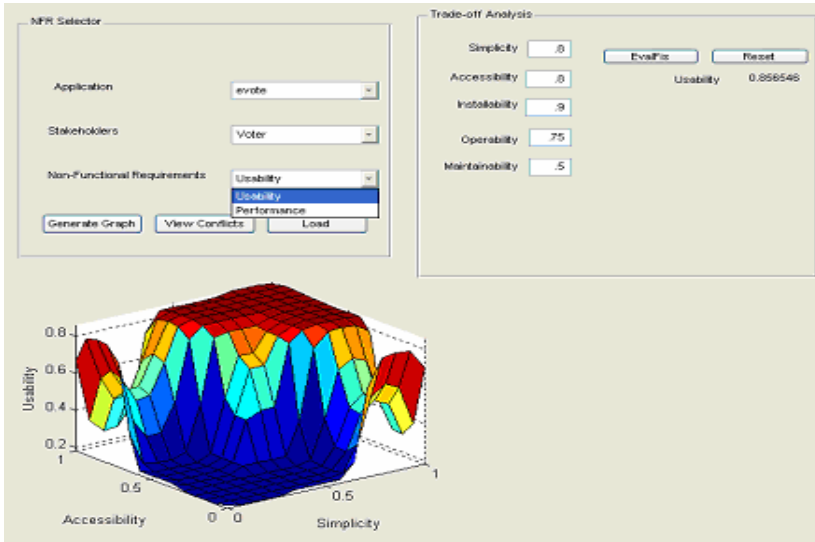 NFR Selector
Application
evote
Stakeholders
Voter
Non-Functional Requirements
Usability
Usability
Performance
Generate Graph
View Conflicts
Load
Trade-off Analysis
Simplicity .8
Accessibility .8
Installability .9
Operability .75
Maintainability .5
EvalFis
Reset
Usability 0.856546
0.8
0.6
0.4
0.2
Usability
1
0.5
0
Accessibility
0
0.5
1
Simplicity